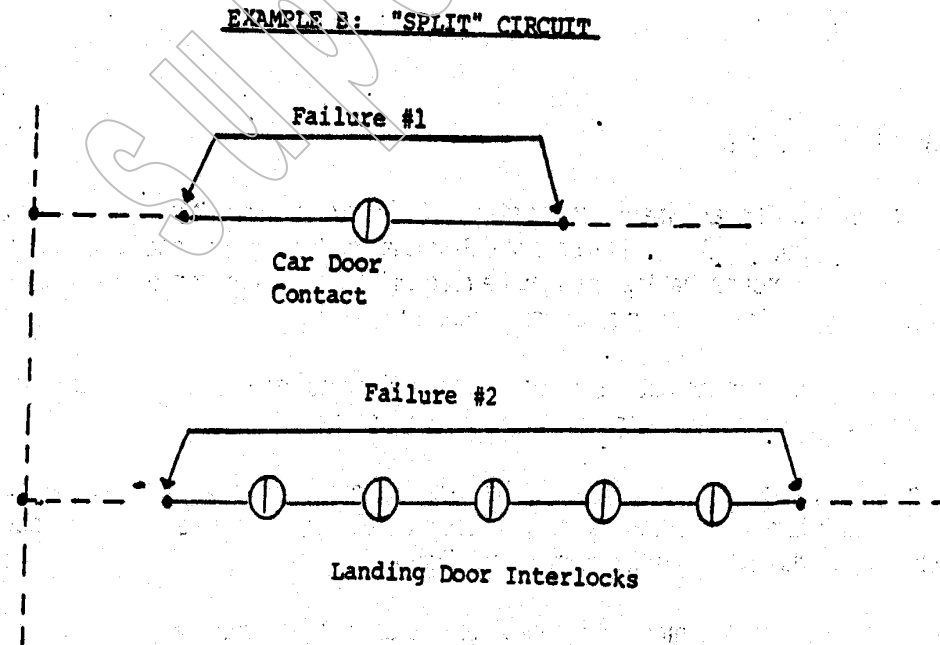 EXAMPLE B: "SPLIT" CIRCUIT
Failure #1
Car Door
Contact
Failure #2
Landing Door Interlocks